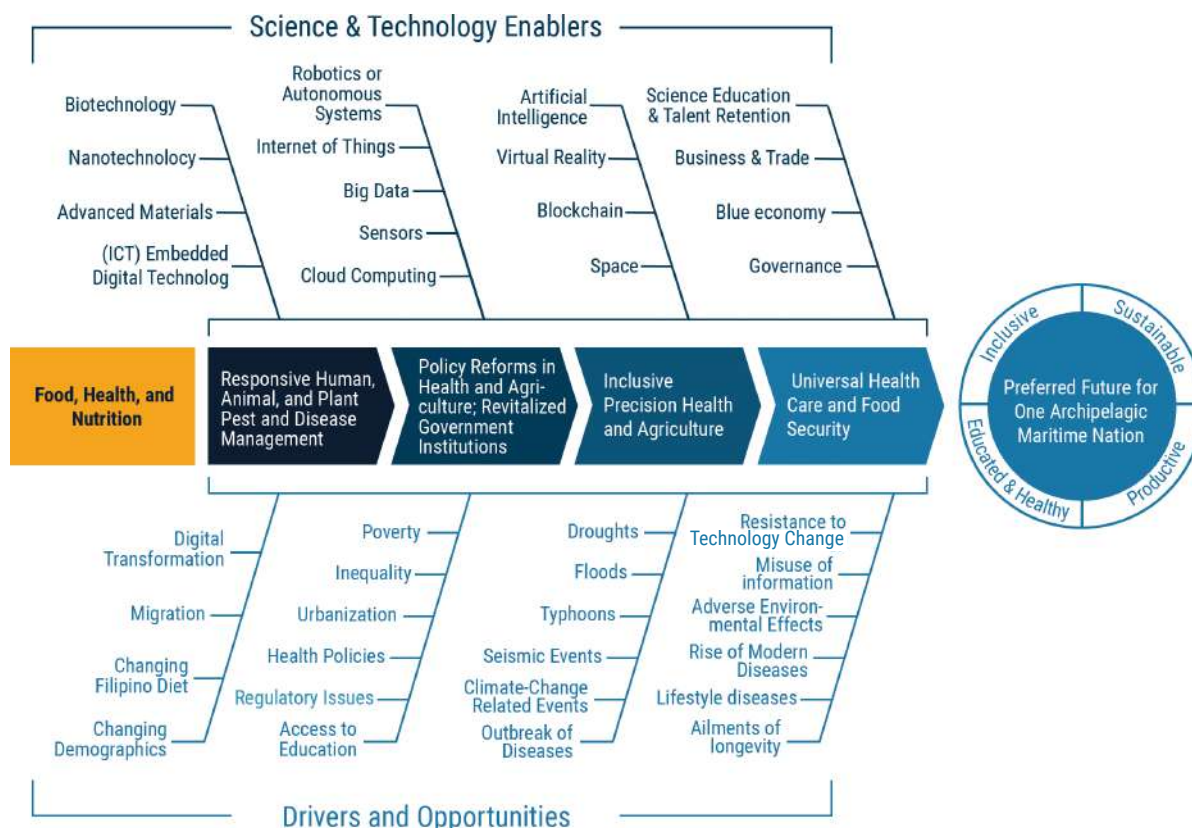 Science & Technology Enablers
Biotechnology
Nanotechnolocy
Advanced Materials
(ICT) Embedded
Digital Technolog
Robotics or
Autonomous
Systems
Internet of Things
Big Data
Sensors
Cloud Computing
Artificial
Intelligence
Virtual Reality
Blockchain
Space
Science Education
& Talent Retention
Business & Trade
Blue economy
Governance
Food, Health, and
Nutrition
Responsive Human,
Animal, and Plant
Pest and Disease
Management
Policy Reforms in
Health and Agri-
culture; Revitalized
Government
Institutions
Inclusive
Precision Health
and Agriculture
Universal Health
Care and Food
Security
Inclusive
Sustainable
Preferred Future for
One Archipelagic
Maritime Nation
Educated & Healthy
Productive
Digital
Transformation
Migration
Changing
Filipino Diet
Changing
Demographics
Poverty
Inequality
Urbanization
Health Policies
Regulatory Issues
Access to
Education
Droughts
Floods
Typhoons
Seismic Events
Climate-Change
Related Events
Outbreak of
Diseases
Resistance to
Technology Change
Misuse of
information
Adverse Environ-
mental Effects
Rise of Modern
Diseases
Lifestyle diseases
Ailments of
longevity
Drivers and Opportunities